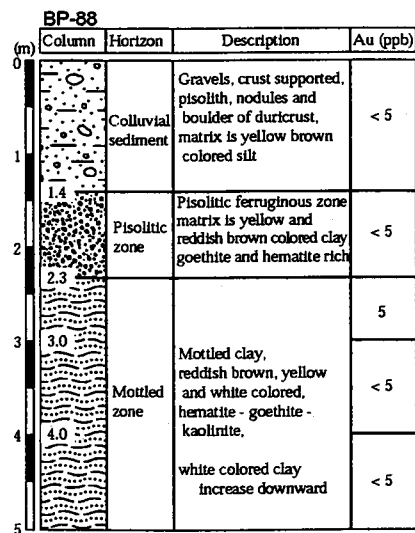 BP-88
(m) Column Horizon Description Au (ppb)
0
Gravels, crust supported,
pisolith, nodules and
boulder of duricrust,
matrix is yellow brown
colored silt
Colluvial
sediment
< 5
1
1.4
Pisolitic ferruginous zone
matrix is yellow and
reddish brown colored clay
goethite and hematite rich
Pisolitic
zone
< 5
2
2.3
5
3
3.0
Mottled clay,
reddish brown, yellow
and white colored,
hematite - goethite -
kaolinite,
Mottled
zone
< 5
4
4.0
white colored clay
increase downward
< 5
5